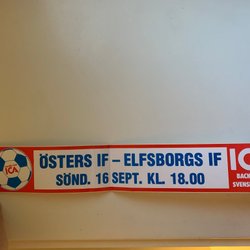 ICA
ÖSTERS IF – ELFSBORGS IF
SÖND. 16 SEPT. KL. 18.00